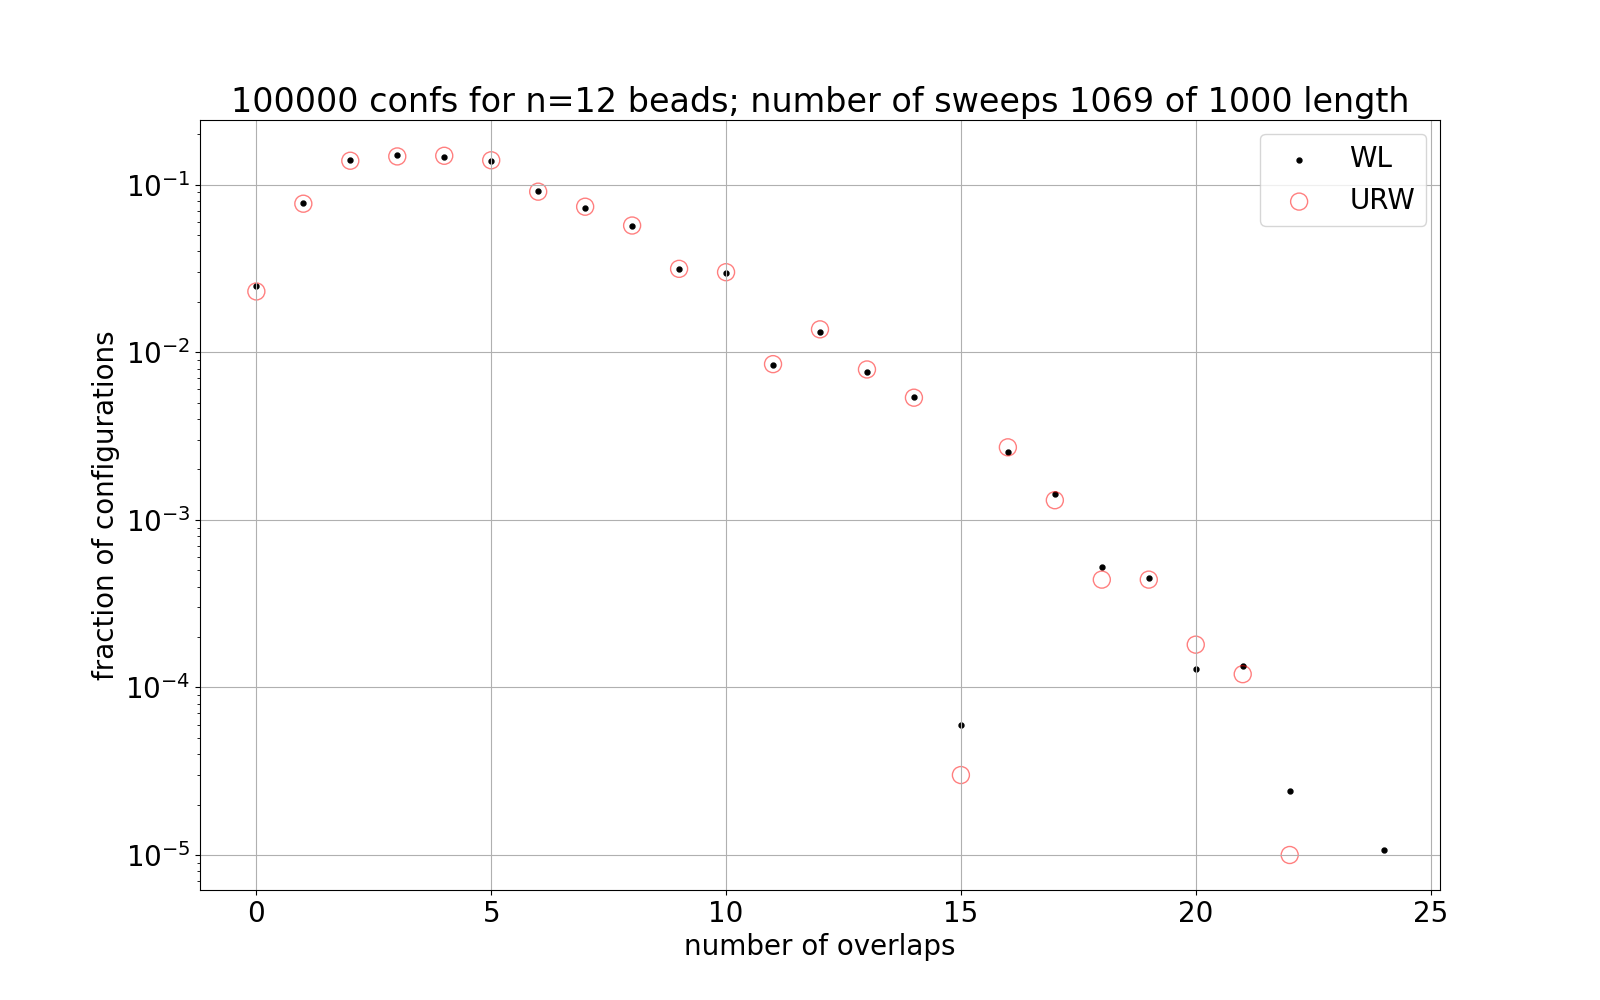 100000 confs for n=12 beads; number of sweeps 1069 of 1000 length
WL
URW
fraction of configurations
10⁻¹
10⁻²
10⁻³
10⁻⁴
10⁻⁵
0 5 10 15 20 25
number of overlaps